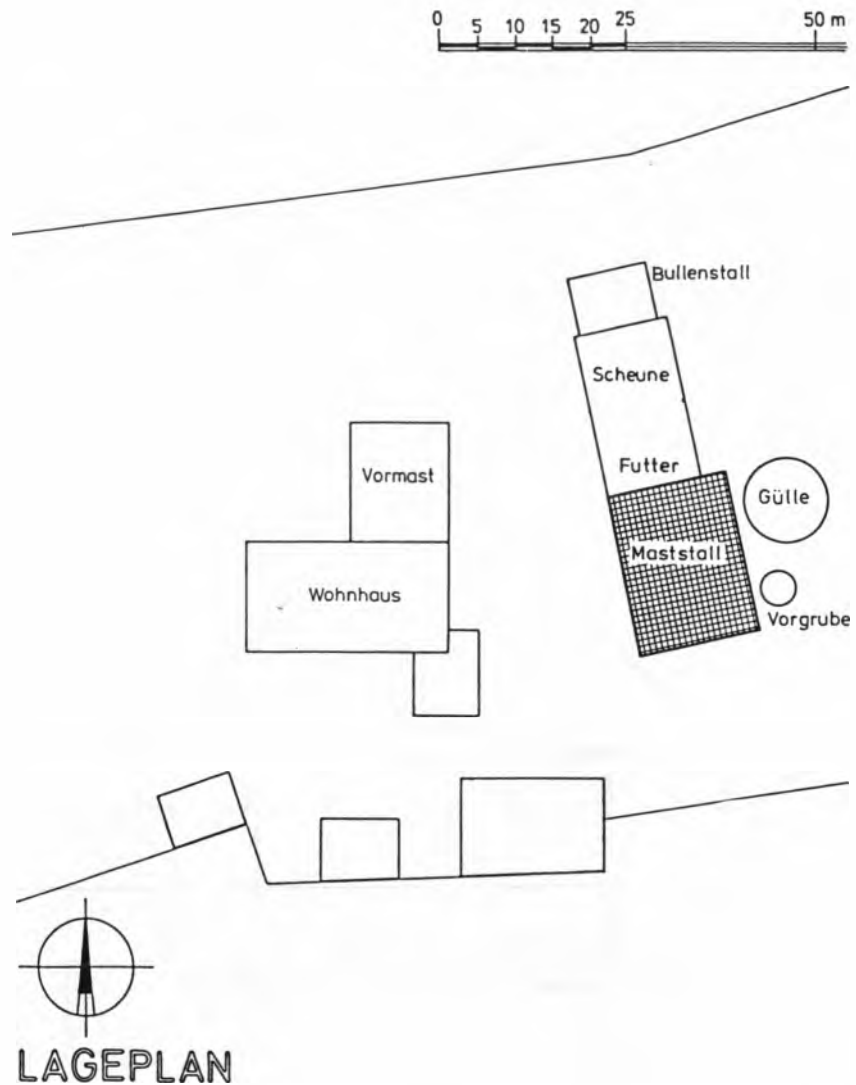 0 5 10 15 20 25 50 m
Bullenstall
Scheune
Futter
Vormast
Gülle
Maststall
Wohnhaus
Vorgrube
LAGEPLAN